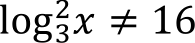 log₃²x ≠ 16